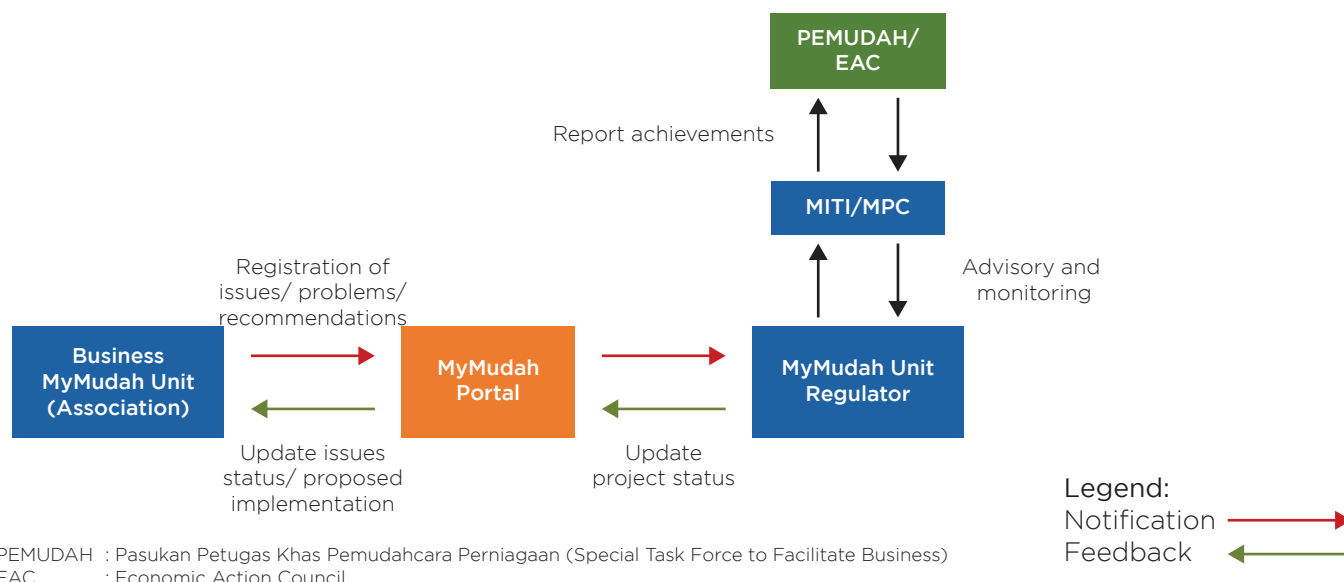 PEMUDAH/
EAC
Report achievements
MITI/MPC
Advisory and
monitoring
Registration of
issues/ problems/
recommendations
Business
MyMudah Unit
(Association)
MyMudah
Portal
MyMudah Unit
Regulator
Update issues
status/ proposed
implementation
Update
project status
Legend:
Notification
Feedback
PEMUDAH : Pasukan Petugas Khas Pemudahcara Perniagaan (Special Task Force to Facilitate Business)
EAC : Economic Action Council